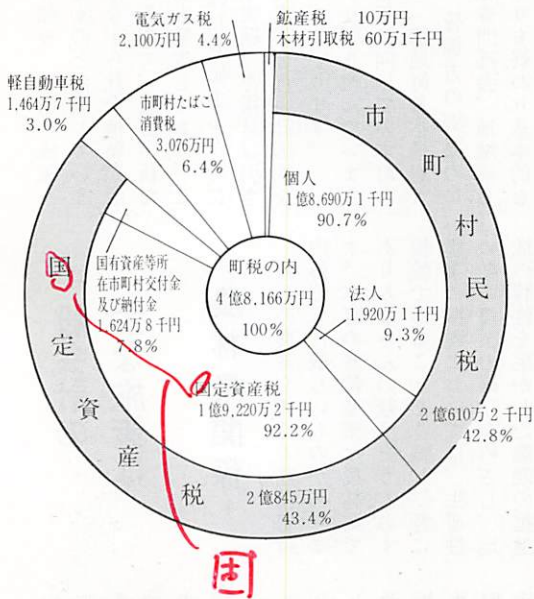 電気ガス税
2,100万円 4.4%
鉱産税 10万円
木材引取税 60万1千円
軽自動車税
1,464万7千円
3.0%
市町村たばこ
消費税
3,076万円
6.4%
市町村民税
個人
1億8.690万1千円
90.7%
国有資産等所
在市町村交付金
及び納付金
1,624万8千円
7.8%
町税の内
4億8,166万円
100%
法人
1,920万1千円
9.3%
2億610万2千円
42.8%
国定資産税
1億9,220万2千円
92.2%
国定資産税
2億845万円
43.4%
固